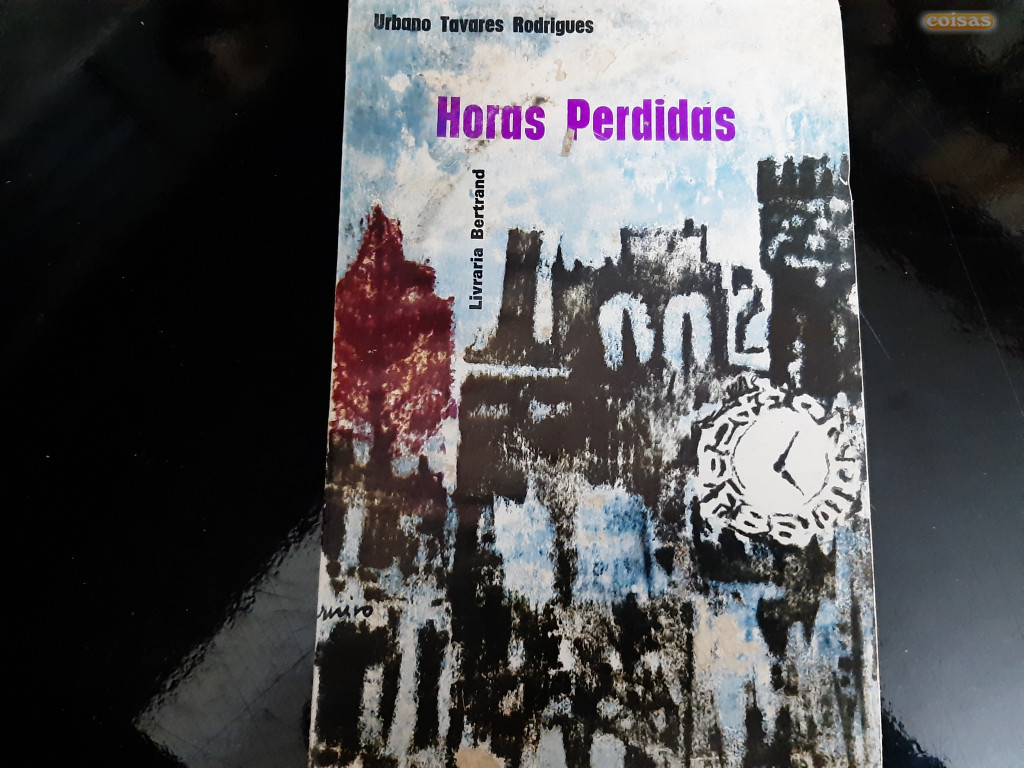 coisas
Urbano Tavares Rodrigues
Horas Perdidas
Livraria Bertrand